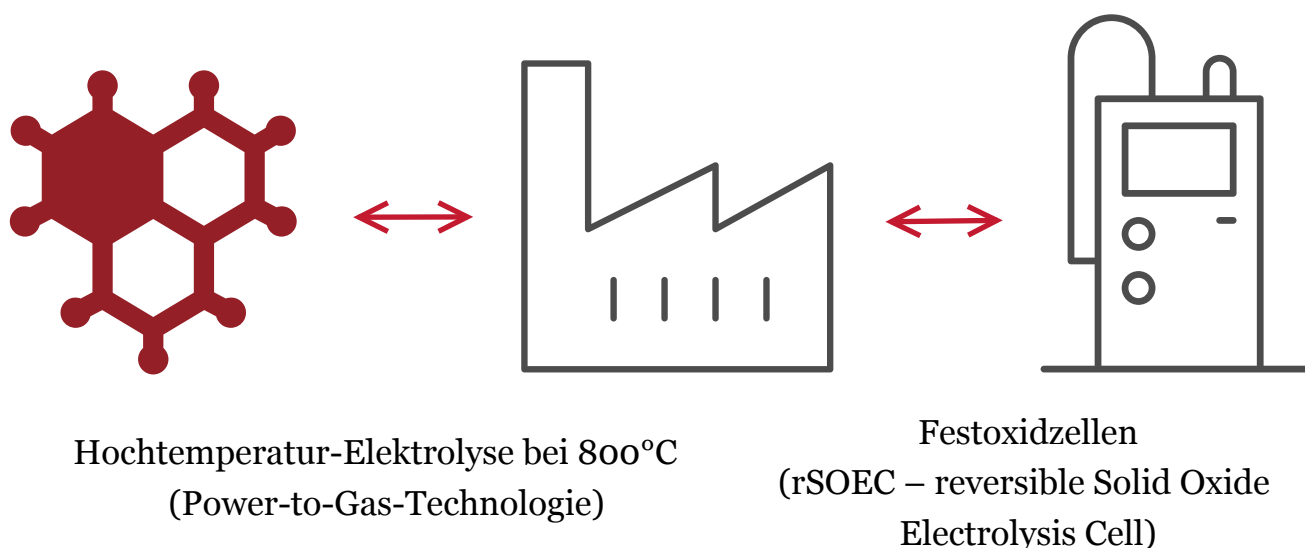 Hochtemperatur-Elektrolyse bei 800°C
(Power-to-Gas-Technologie)
Festoxidzellen
(rSOEC – reversible Solid Oxide
Electrolysis Cell)